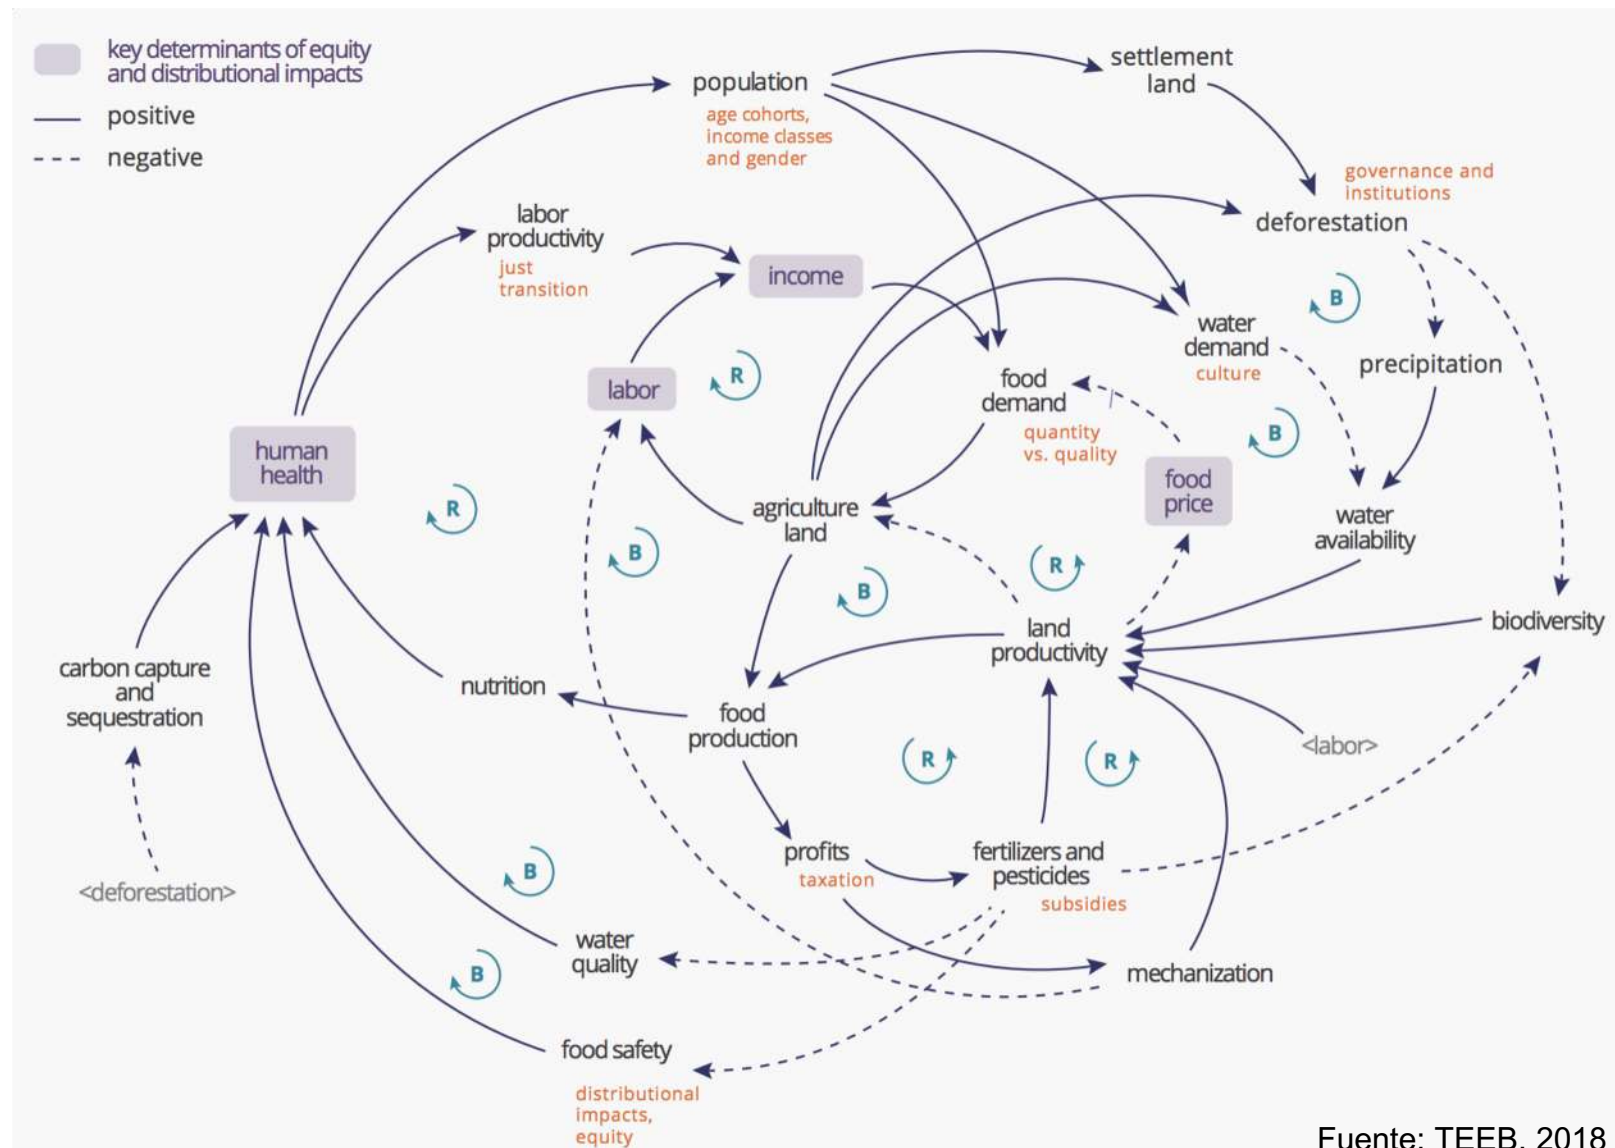 key determinants of equity
and distributional impacts
positive
negative
population
age cohorts,
income classes
and gender
settlement
land
governance and
institutions
deforestation
labor
productivity
just
transition
income
B
water
demand
culture
precipitation
labor
R
food
demand
quantity
vs. quality
B
human
health
food
price
R
agriculture
land
water
availability
B
R
B
land
productivity
biodiversity
carbon capture
and
sequestration
nutrition
food
production
<labor>
R
R
profits
taxation
fertilizers and
pesticides
subsidies
<deforestation>
B
water
quality
B
mechanization
food safety
distributional
impacts,
equity
Fuente: TEEB, 2018